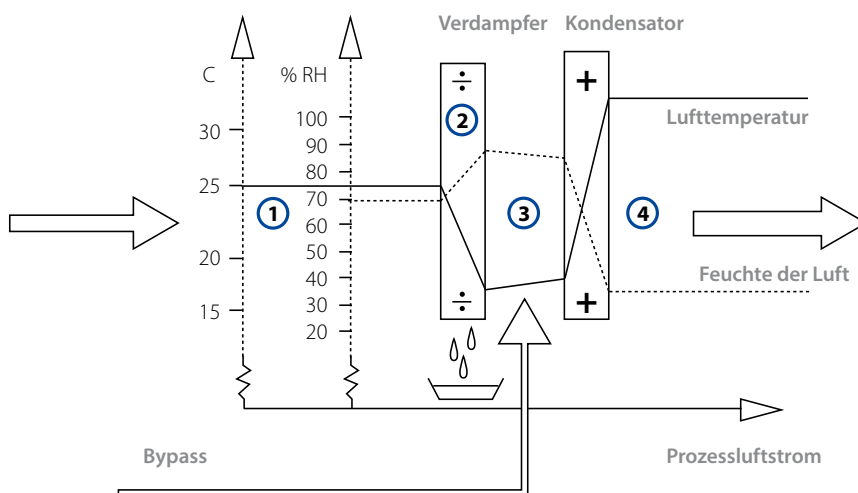 Verdampfer Kondensator
C % RH
÷ +
2
100
30 90
80
25 70
1 60 3 4
50
20 40
15 30
20
÷ +
Lufttemperatur
Feuchte der Luft
Bypass Prozessluftstrom